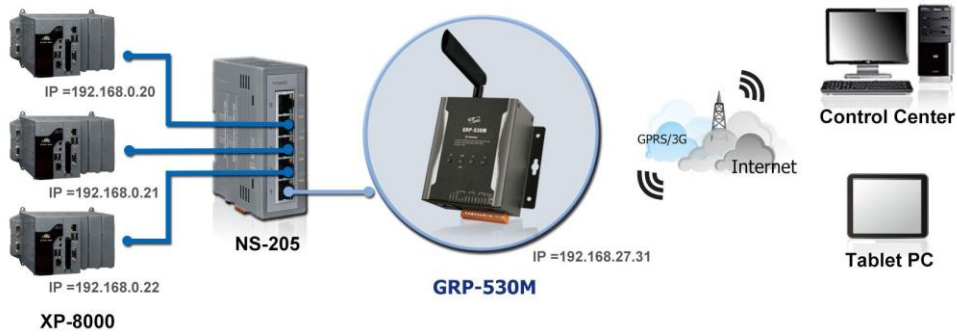 IP =192.168.0.20
IP =192.168.0.21
IP =192.168.0.22
XP-8000
NS-205
GRP-530M
IP =192.168.27.31
GRP-530M
GPRS/3G
Internet
Control Center
Tablet PC